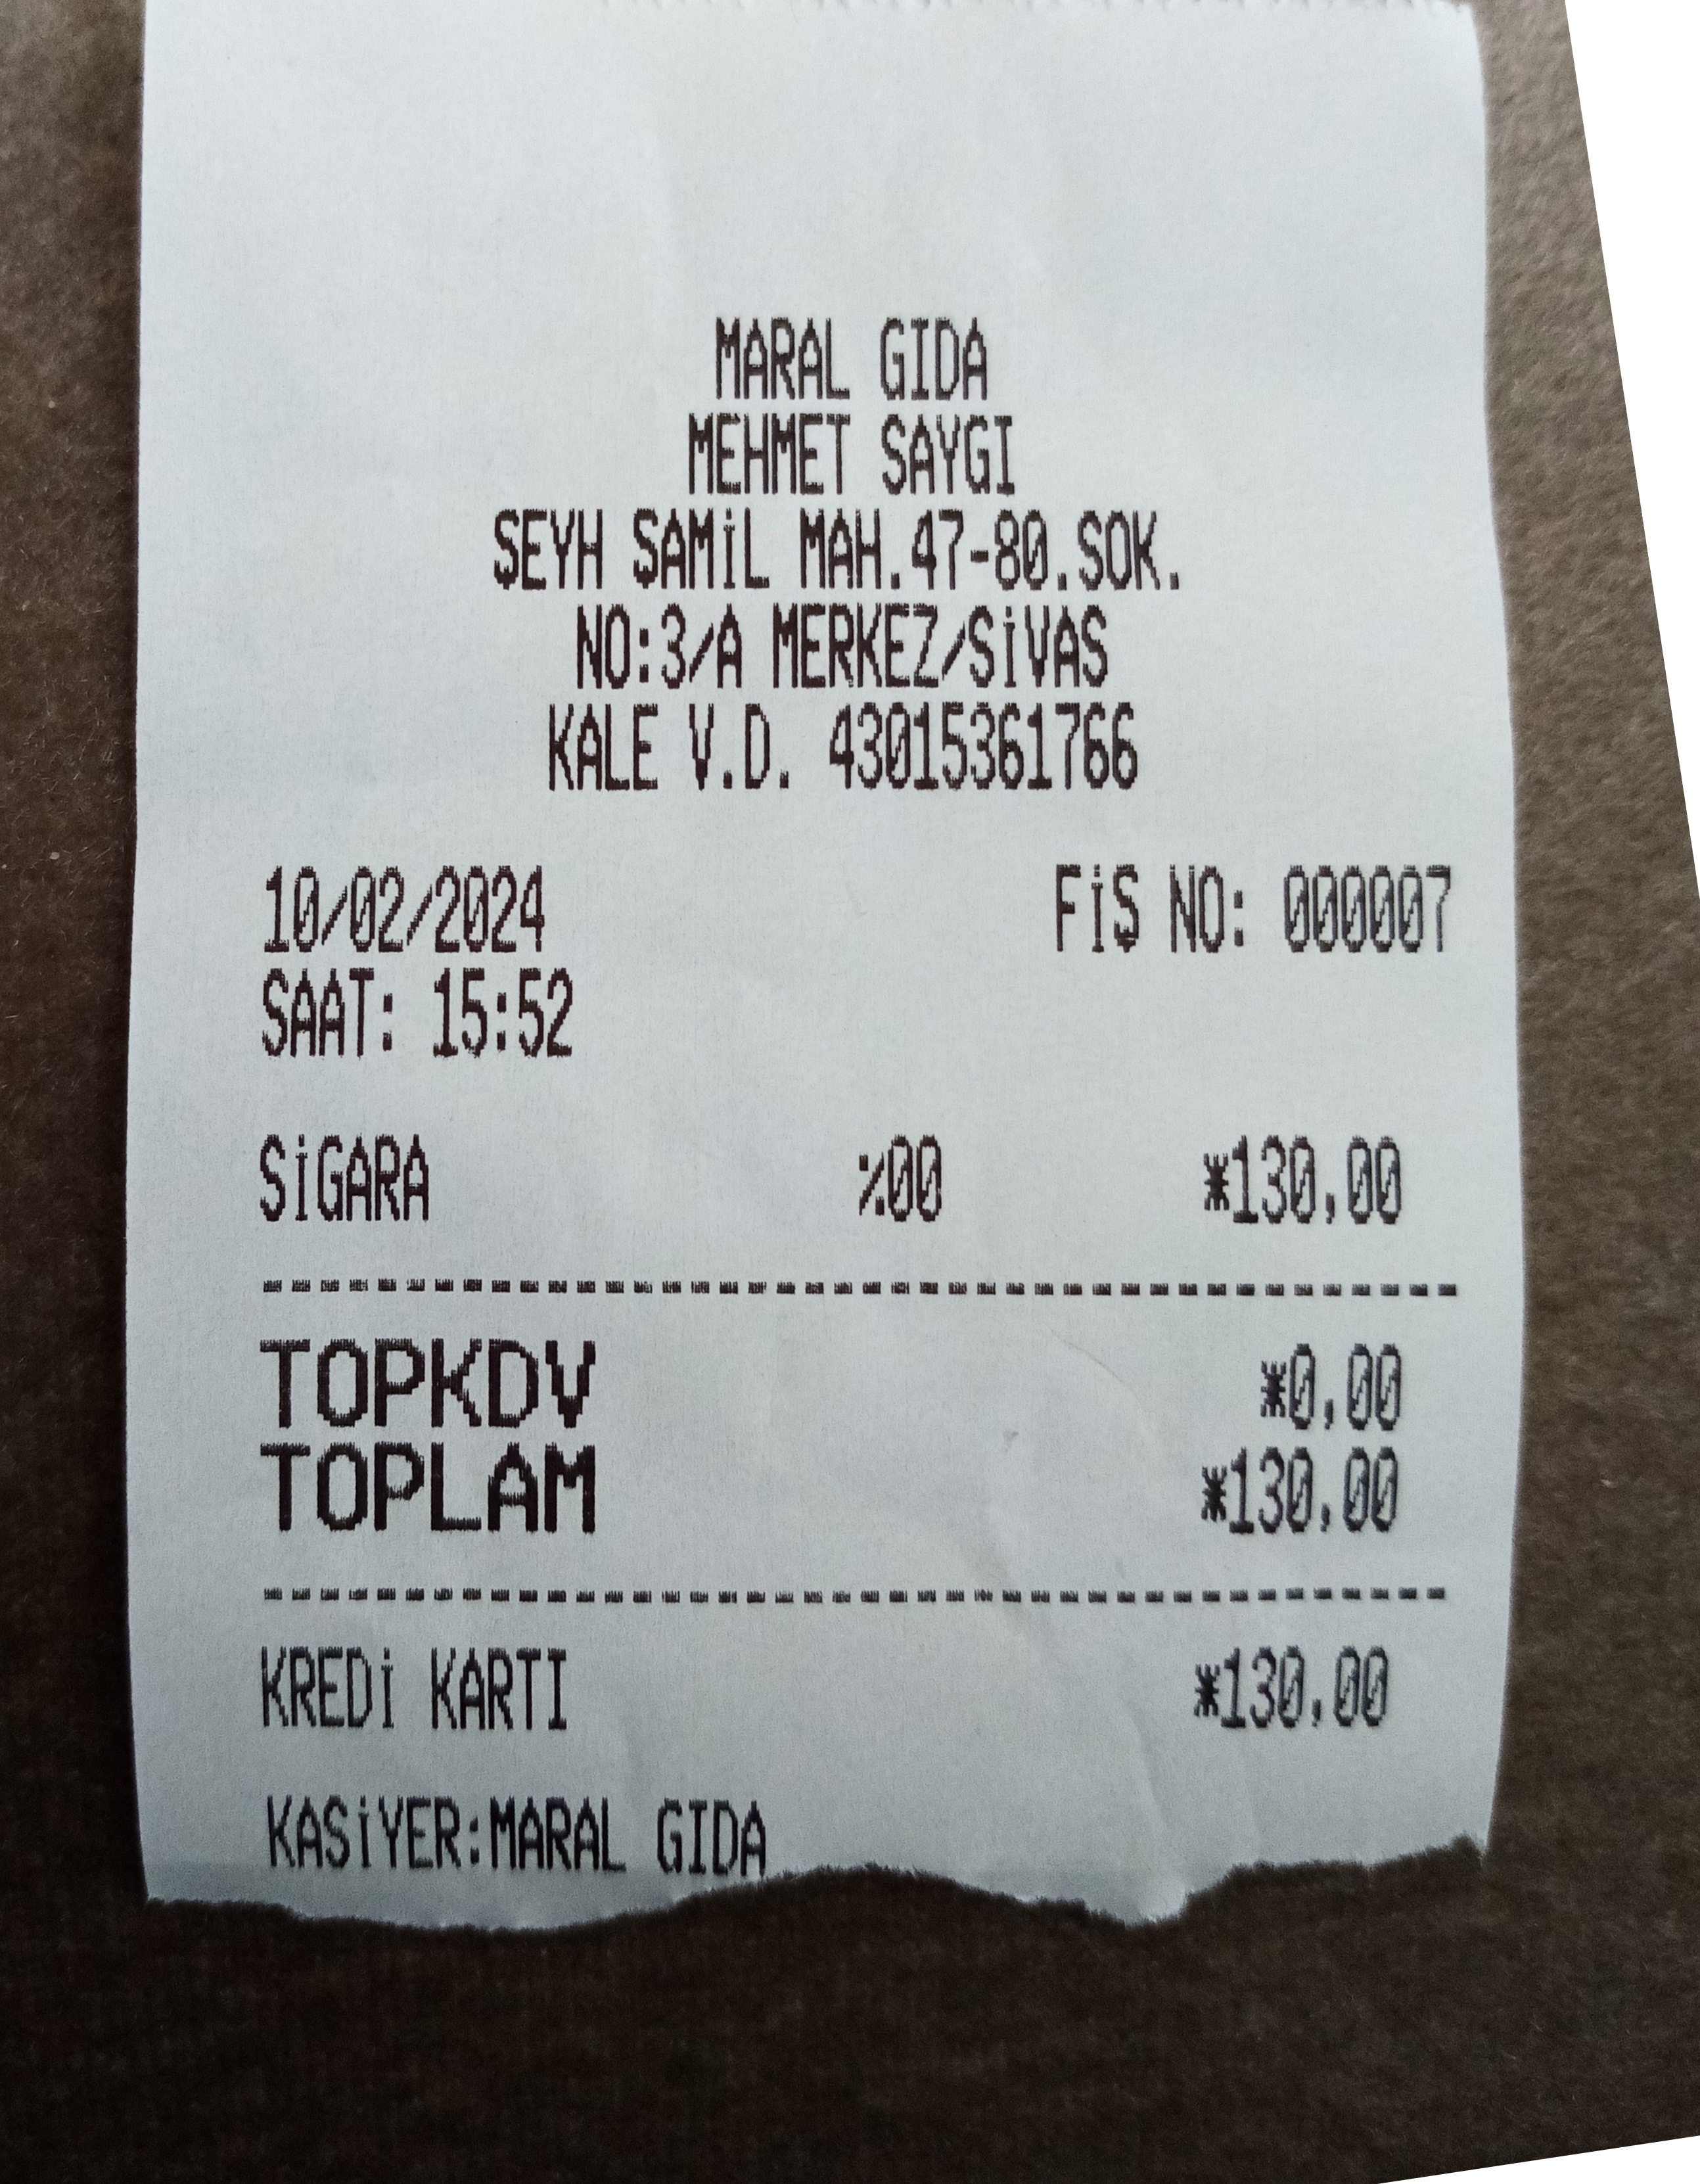 MARAL GIDA
MEHMET SAYGI
ŞEYH ŞAMİL MAH.47-80.SOK.
NO:3/A MERKEZ/SİVAS
KALE V.D. 43015361766
10/02/2024 FİŞ NO: 000007
SAAT: 15:52
SİGARA %00 *130,00
TOPKDV *0,00
TOPLAM *130,00
KREDİ KARTI *130,00
KASİYER:MARAL GIDA